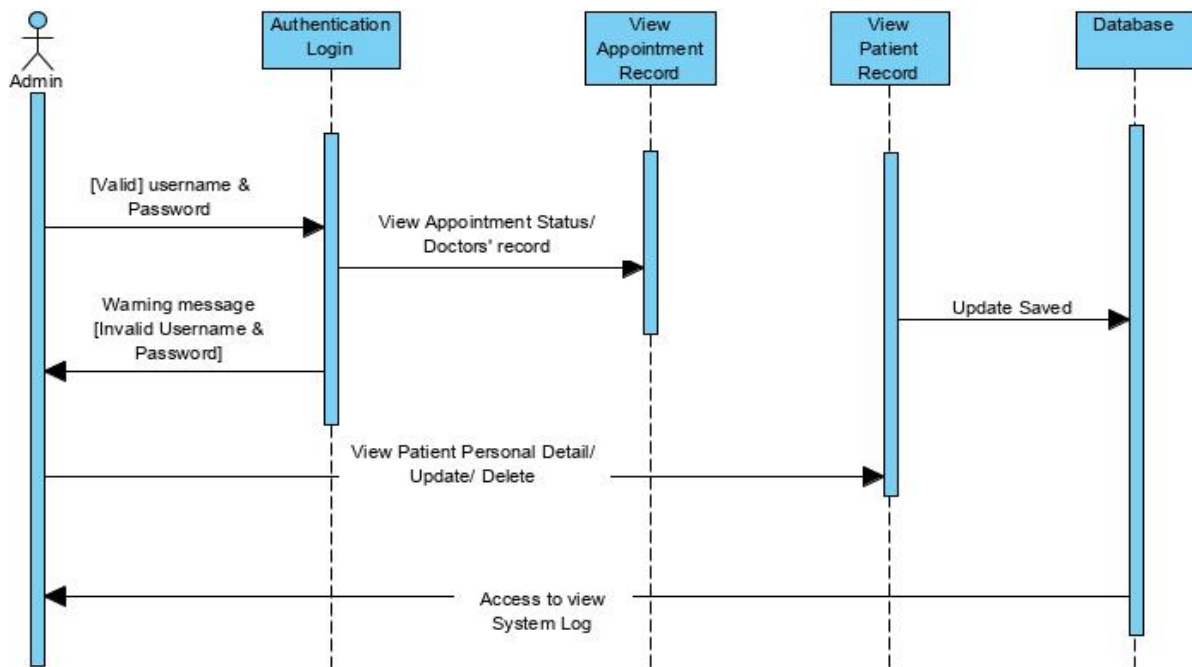 Authentication
Login
View
Appointment
Record
View
Patient
Record
Database
Admin
[Valid] username &
Password
View Appointment Status/
Doctors' record
Warning message
[Invalid Username &
Password]
Update Saved
View Patient Personal Detail/
Update/ Delete
Access to view
System Log